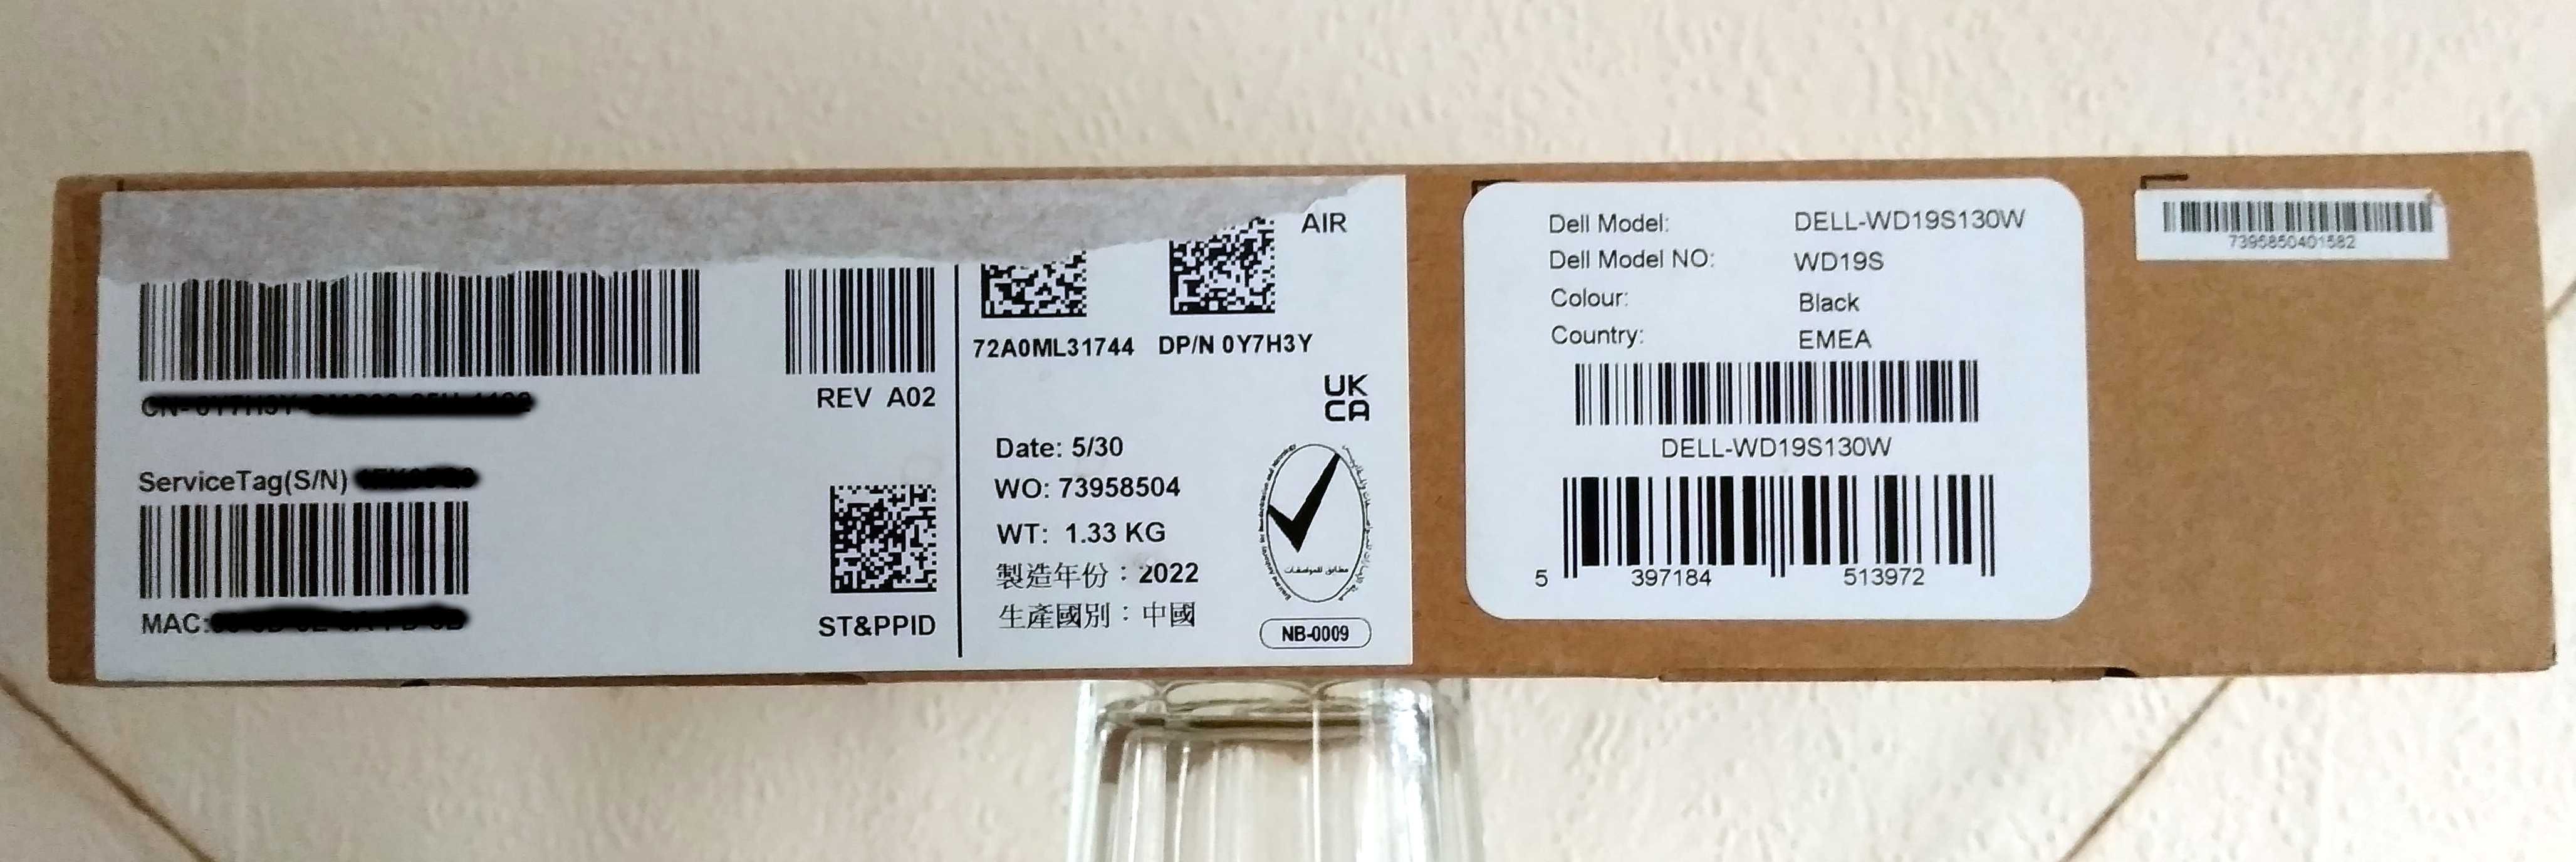 AIR
72A0ML31744 DP/N 0Y7H3Y
REV A02
UK
CA
ServiceTag(S/N)
MAC:
ST&PPID
Date: 5/30
WO: 73958504
WT: 1.33 KG
製造年份：2022
生產國別：中國
مطابق للمواصفات
NB-0009
Dell Model: DELL-WD19S130W
Dell Model NO: WD19S
Colour: Black
Country: EMEA
DELL-WD19S130W
5 397184 513972
7395850401582